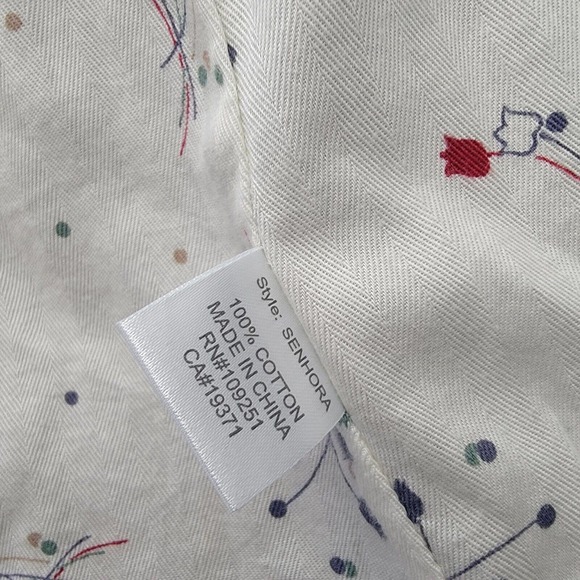 Style: SENHORA
100% COTTON
MADE IN CHINA
RN#109251
CA#19371